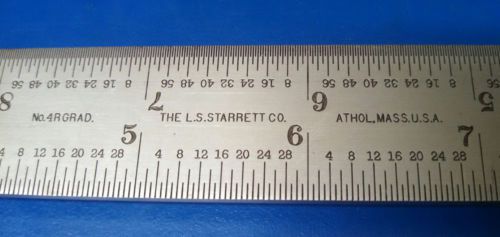 56 48 40 32 24 16 8 56 48 40 32 24 16 8 56 48 40 32 24 16 8
8 7 6 5
No. 4R GRAD. THE L.S. STARRETT CO. ATHOL, MASS. U.S.A.
5 6 7
4 8 12 16 20 24 28 4 8 12 16 20 24 28 4 8 12 16 20 24 28